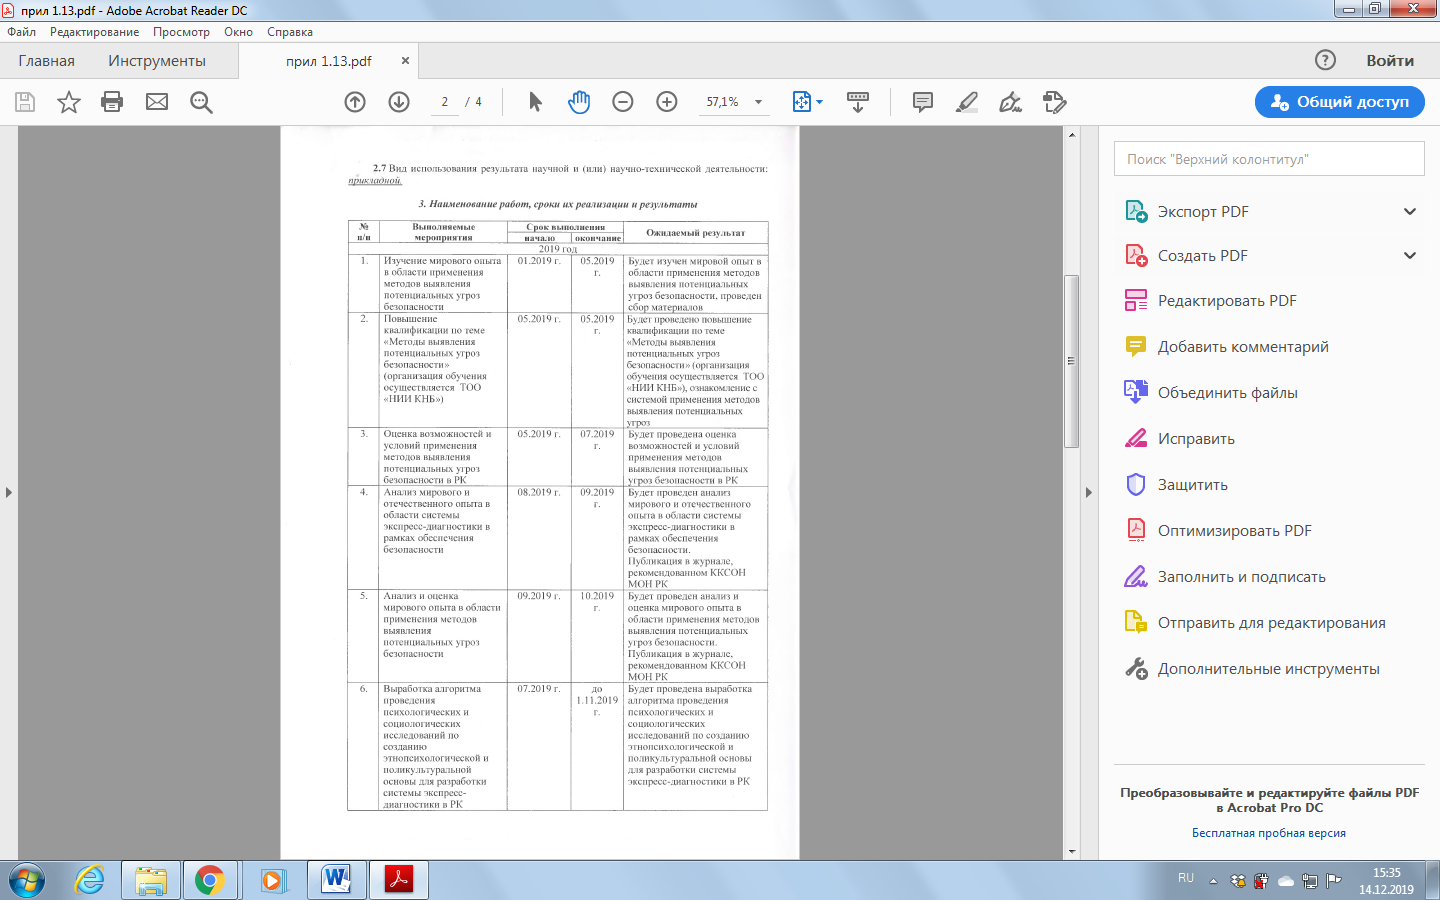 прил 1.13.pdf - Adobe Acrobat Reader DC
Файл Редактирование Просмотр Окно Справка
Главная Инструменты прил 1.13.pdf × Войти
2 / 4 57,1% Общий доступ
2.7 Вид использования результата научной и (или) научно-технической деятельности:
прикладной.
3. Наименование работ, сроки их реализации и результаты
№ п/п
Выполняемые мероприятия
Срок выполнения
начало
окончание
Ожидаемый результат
2019 год
1.
Изучение мирового опыта
в области применения
методов выявления
потенциальных угроз
безопасности
01.2019 г.
05.2019
г.
Будет изучен мировой опыт в
области применения методов
выявления потенциальных
угроз безопасности, проведен
сбор материалов
2.
Повышение
квалификации по теме
«Методы выявления
потенциальных угроз
безопасности»
(организация обучения
осуществляется ТОО
«НИИ КНБ»)
05.2019 г.
05.2019
г.
Будет проведено повышение
квалификации по теме
«Методы выявления
потенциальных угроз
безопасности» (организация
обучения осуществляется ТОО
«НИИ КНБ»), ознакомление с
системой применения методов
выявления потенциальных
угроз
3.
Оценка возможностей и
условий применения
методов выявления
потенциальных угроз
безопасности в РК
05.2019 г.
07.2019
г.
Будет проведена оценка
возможностей и условий
применения методов
выявления потенциальных
угроз безопасности в РК
4.
Анализ мирового и
отечественного опыта в
области системы
экспресс-диагностики в
рамках обеспечения
безопасности
08.2019 г.
09.2019
г.
Будет проведен анализ
мирового и отечественного
опыта в области системы
экспресс-диагностики в
рамках обеспечения
безопасности.
Публикация в журнале,
рекомендованном ККСОН
МОН РК
5.
Анализ и оценка
мирового опыта в области
применения методов
выявления
потенциальных угроз
безопасности
09.2019 г.
10.2019
г.
Будет проведен анализ и
оценка мирового опыта в
области применения методов
выявления потенциальных
угроз безопасности.
Публикация в журнале,
рекомендованном ККСОН
МОН РК
6.
Выработка алгоритма
проведения
психологических и
социологических
исследований по
созданию
этнопсихологической и
поликультуральной
основы для разработки
системы экспресс-
диагностики в РК
07.2019 г.
до
1.11.2019
г.
Будет проведена выработка
алгоритма проведения
психологических и
социологических
исследований по созданию
этнопсихологической и
поликультуральной основы
для разработки системы
экспресс-диагностики в РК
Поиск "Верхний колонтитул"
Экспорт PDF
Создать PDF
Редактировать PDF
Добавить комментарий
Объединить файлы
Исправить
Защитить
Оптимизировать PDF
Заполнить и подписать
Отправить для редактирования
Дополнительные инструменты
Преобразовывайте и редактируйте файлы PDF
в Acrobat Pro DC
Бесплатная пробная версия
RU
15:35
14.12.2019